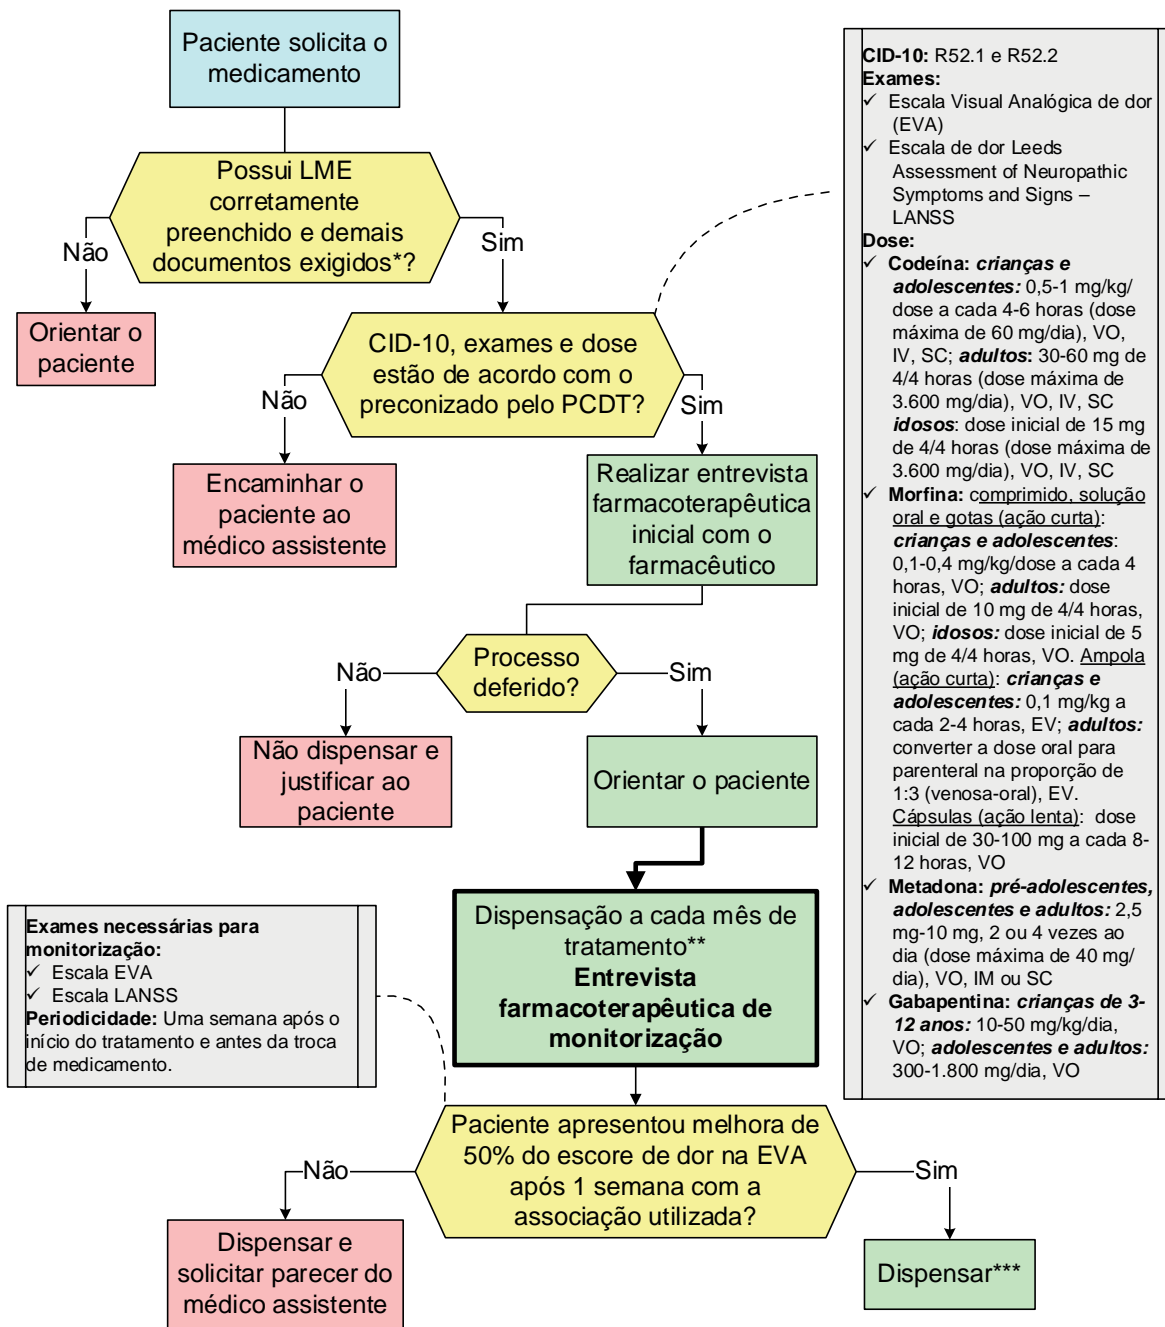 Paciente solicita o
medicamento
Possui LME
corretamente
preenchido e demais
documentos exigidos*?
Não
Sim
Orientar o
paciente
CID-10, exames e dose
estão de acordo com o
preconizado pelo PCDT?
Não
Sim
Encaminhar o
paciente ao
médico assistente
Realizar entrevista
farmacoterapêutica
inicial com o
farmacêutico
Processo
deferido?
Não
Sim
Não dispensar e
justificar ao
paciente
Orientar o paciente
Dispensação a cada mês de
tratamento**
Entrevista
farmacoterapêutica de
monitorização
Exames necessárias para
monitorização:
✓ Escala EVA
✓ Escala LANSS
Periodicidade: Uma semana após o
início do tratamento e antes da troca
de medicamento.
Paciente apresentou melhora de
50% do escore de dor na EVA
após 1 semana com a
associação utilizada?
Não
Sim
Dispensar e
solicitar parecer do
médico assistente
Dispensar***
CID-10: R52.1 e R52.2
Exames:
✓ Escala Visual Analógica de dor
(EVA)
✓ Escala de dor Leeds
Assessment of Neuropathic
Symptoms and Signs –
LANSS
Dose:
✓ Codeína: crianças e
adolescentes: 0,5-1 mg/kg/
dose a cada 4-6 horas (dose
máxima de 60 mg/dia), VO,
IV, SC; adultos: 30-60 mg de
4/4 horas (dose máxima de
3.600 mg/dia), VO, IV, SC
idosos: dose inicial de 15 mg
de 4/4 horas (dose máxima de
3.600 mg/dia), VO, IV, SC
✓ Morfina: comprimido, solução
oral e gotas (ação curta):
crianças e adolescentes:
0,1-0,4 mg/kg/dose a cada 4
horas, VO; adultos: dose
inicial de 10 mg de 4/4 horas,
VO; idosos: dose inicial de 5
mg de 4/4 horas, VO. Ampola
(ação curta): crianças e
adolescentes: 0,1 mg/kg a
cada 2-4 horas, EV; adultos:
converter a dose oral para
parenteral na proporção de
1:3 (venosa-oral), EV.
Cápsulas (ação lenta): dose
inicial de 30-100 mg a cada 8-
12 horas, VO
✓ Metadona: pré-adolescentes,
adolescentes e adultos: 2,5
mg-10 mg, 2 ou 4 vezes ao
dia (dose máxima de 40 mg/
dia), VO, IM ou SC
✓ Gabapentina: crianças de 3-
12 anos: 10-50 mg/kg/dia,
VO; adolescentes e adultos:
300-1.800 mg/dia, VO